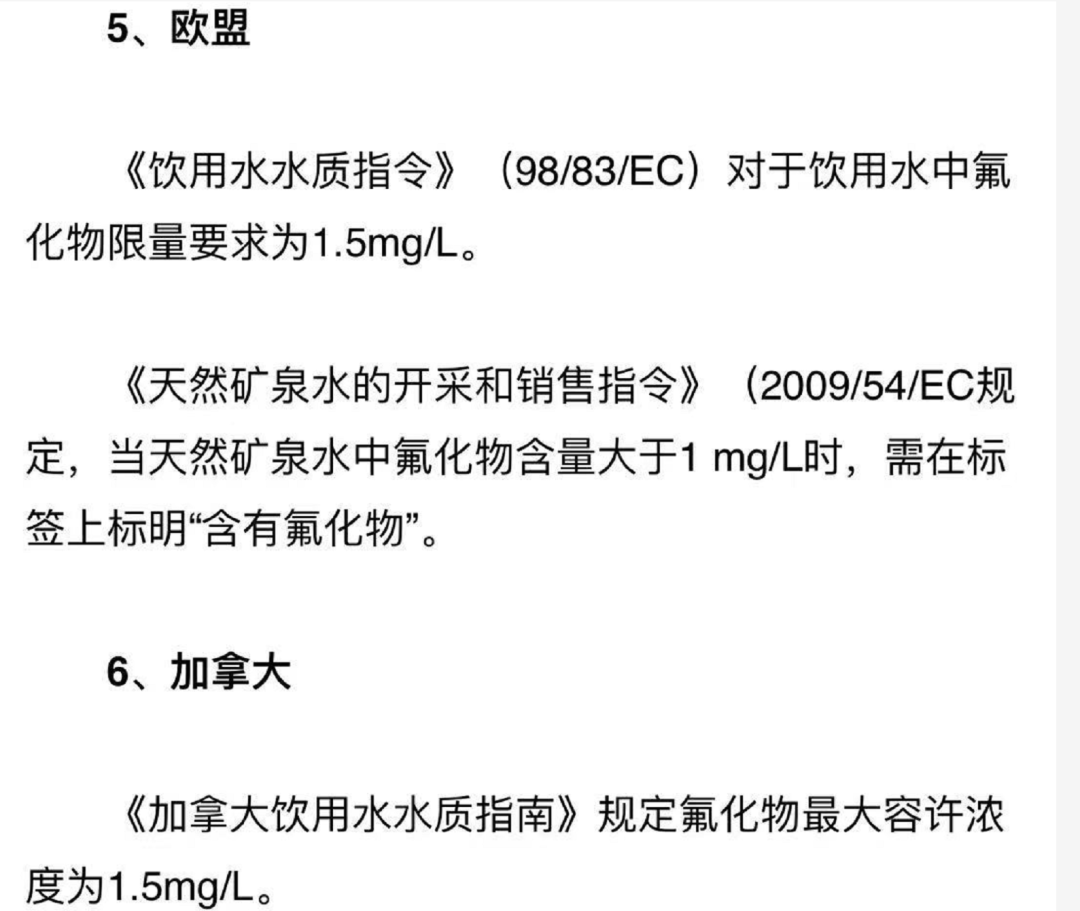 5、欧盟
《饮用水水质指令》（98/83/EC）对于饮用水中氟
化物限量要求为1.5mg/L。
《天然矿泉水的开采和销售指令》（2009/54/EC规
定，当天然矿泉水中氟化物含量大于1 mg/L时，需在标
签上标明“含有氟化物”。
6、加拿大
《加拿大饮用水水质指南》规定氟化物最大容许浓
度为1.5mg/L。